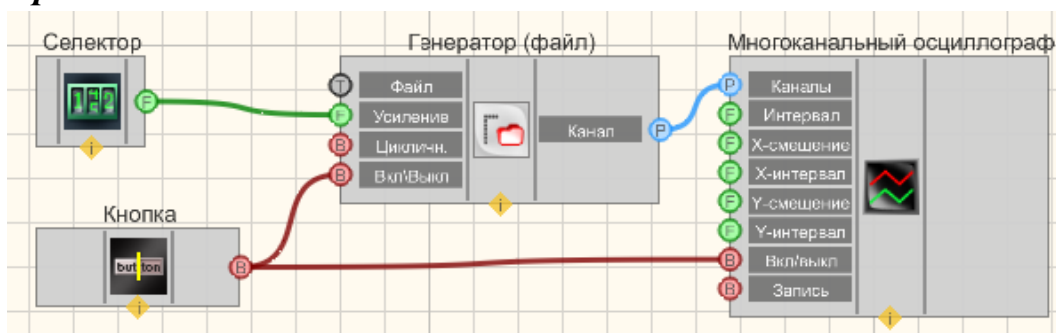 Селектор
Генератор (файл)
Многоканальный осциллограф
T Файл
F F Усиление
B Цикличн.
B Вкл\Выкл
Канал P
P Каналы
F Интервал
F X-смещение
F X-интервал
F Y-смещение
F Y-интервал
B Вкл/выкл
B Запись
Кнопка
button
B